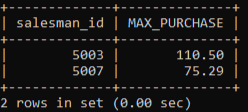 +-------------+--------------+
| salesman_id | MAX_PURCHASE |
+-------------+--------------+
| 5003 | 110.50 |
| 5007 | 75.29 |
+-------------+--------------+
2 rows in set (0.00 sec)